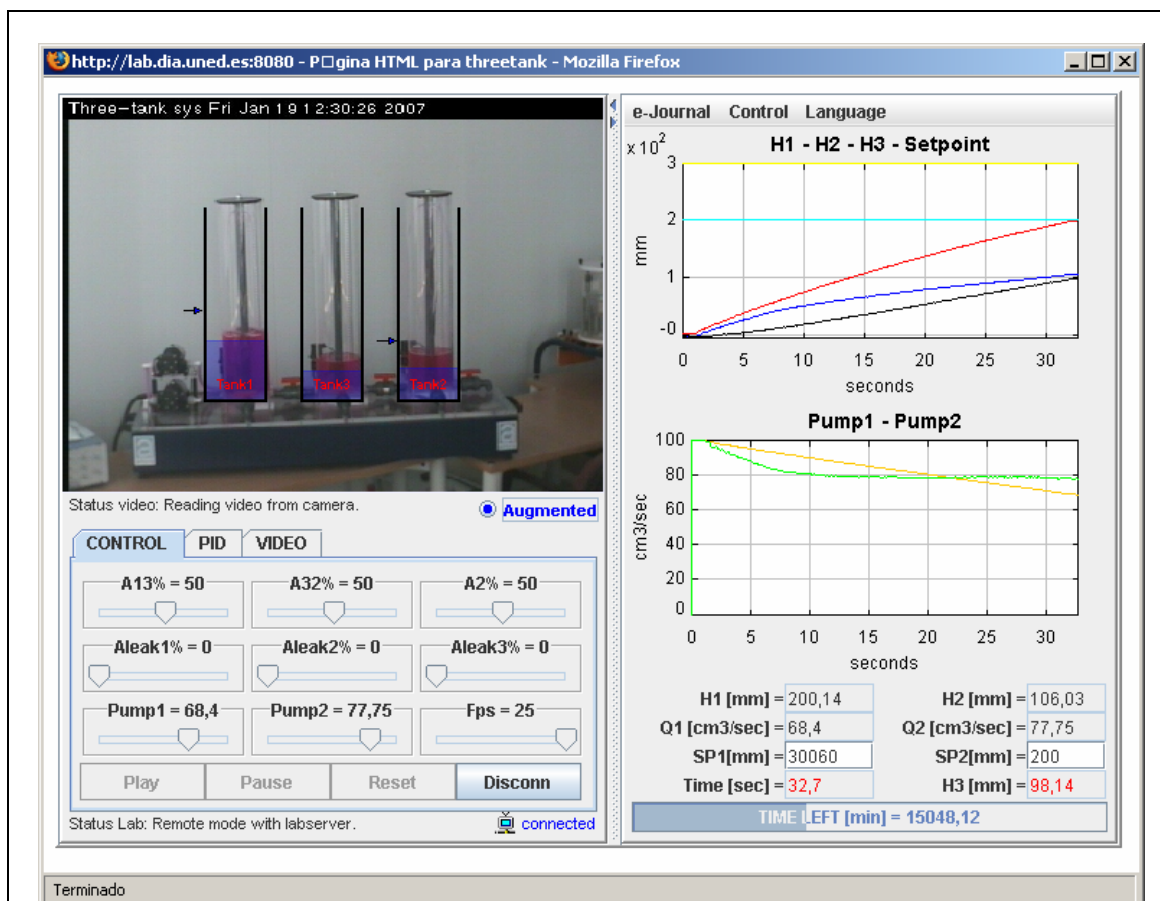 http://lab.dia.uned.es:8080 - P□gina HTML para threetank - Mozilla Firefox
Three-tank sys Fri Jan 19 12:30:26 2007
Tank1
Tank3
Tank2
Status video: Reading video from camera.
Augmented
CONTROL PID VIDEO
A13% = 50 A32% = 50 A2% = 50
Aleak1% = 0 Aleak2% = 0 Aleak3% = 0
Pump1 = 68,4 Pump2 = 77,75 Fps = 25
Play Pause Reset Disconn
Status Lab: Remote mode with labserver. connected
e-Journal Control Language
x 10^2 H1 - H2 - H3 - Setpoint
3
2
1
-0
mm
0 5 10 15 20 25 30
seconds
Pump1 - Pump2
100
80
60
40
20
0
cm3/sec
0 5 10 15 20 25 30
seconds
H1 [mm] = 200,14 H2 [mm] = 106,03
Q1 [cm3/sec] = 68,4 Q2 [cm3/sec] = 77,75
SP1[mm] = 30060 SP2[mm] = 200
Time [sec] = 32,7 H3 [mm] = 98,14
TIME LEFT [min] = 15048,12
Terminado